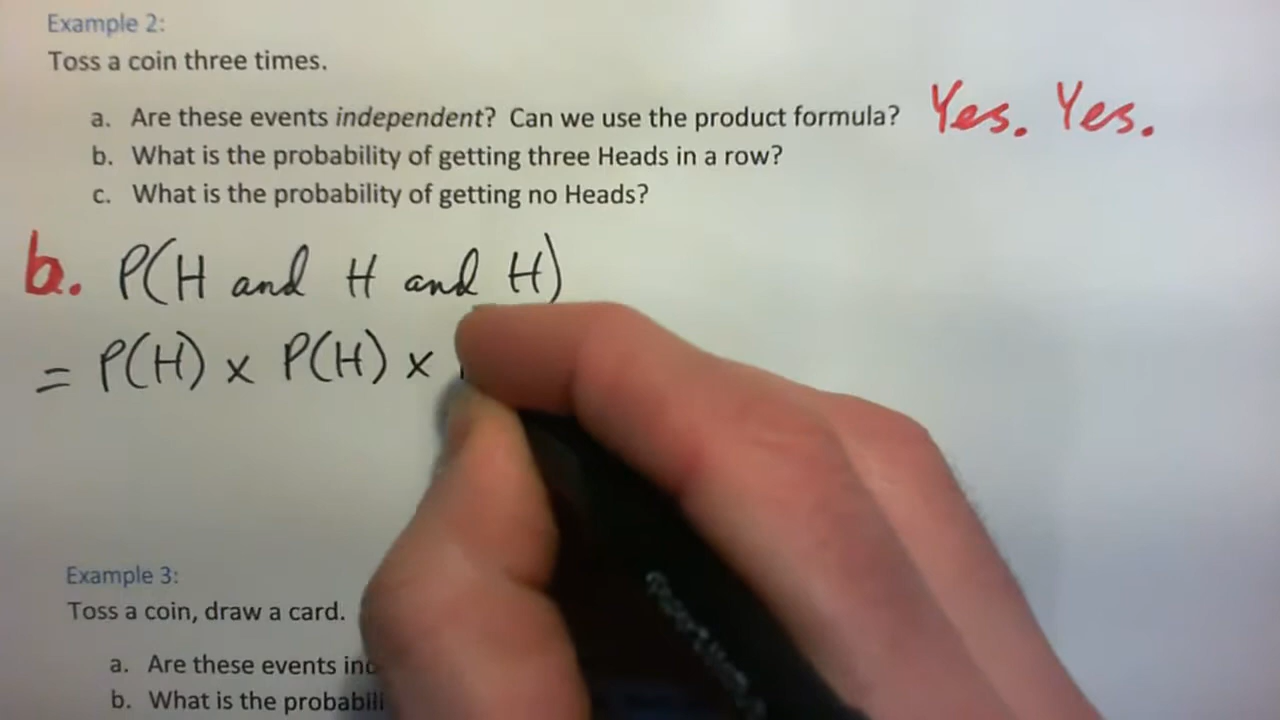 Example 2:
Toss a coin three times.
a. Are these events independent? Can we use the product formula? Yes. Yes.
b. What is the probability of getting three Heads in a row?
c. What is the probability of getting no Heads?
b. P(H and H and H)
= P(H) x P(H) x
Example 3:
Toss a coin, draw a card.
a. Are these events
b. What is the